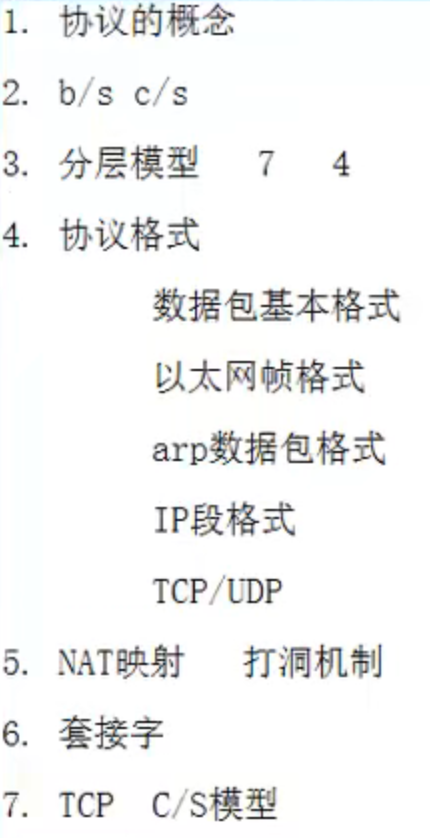 1. 协议的概念
2. b/s c/s
3. 分层模型 7 4
4. 协议格式
数据包基本格式
以太网帧格式
arp数据包格式
IP段格式
TCP/UDP
5. NAT映射 打洞机制
6. 套接字
7. TCP C/S模型